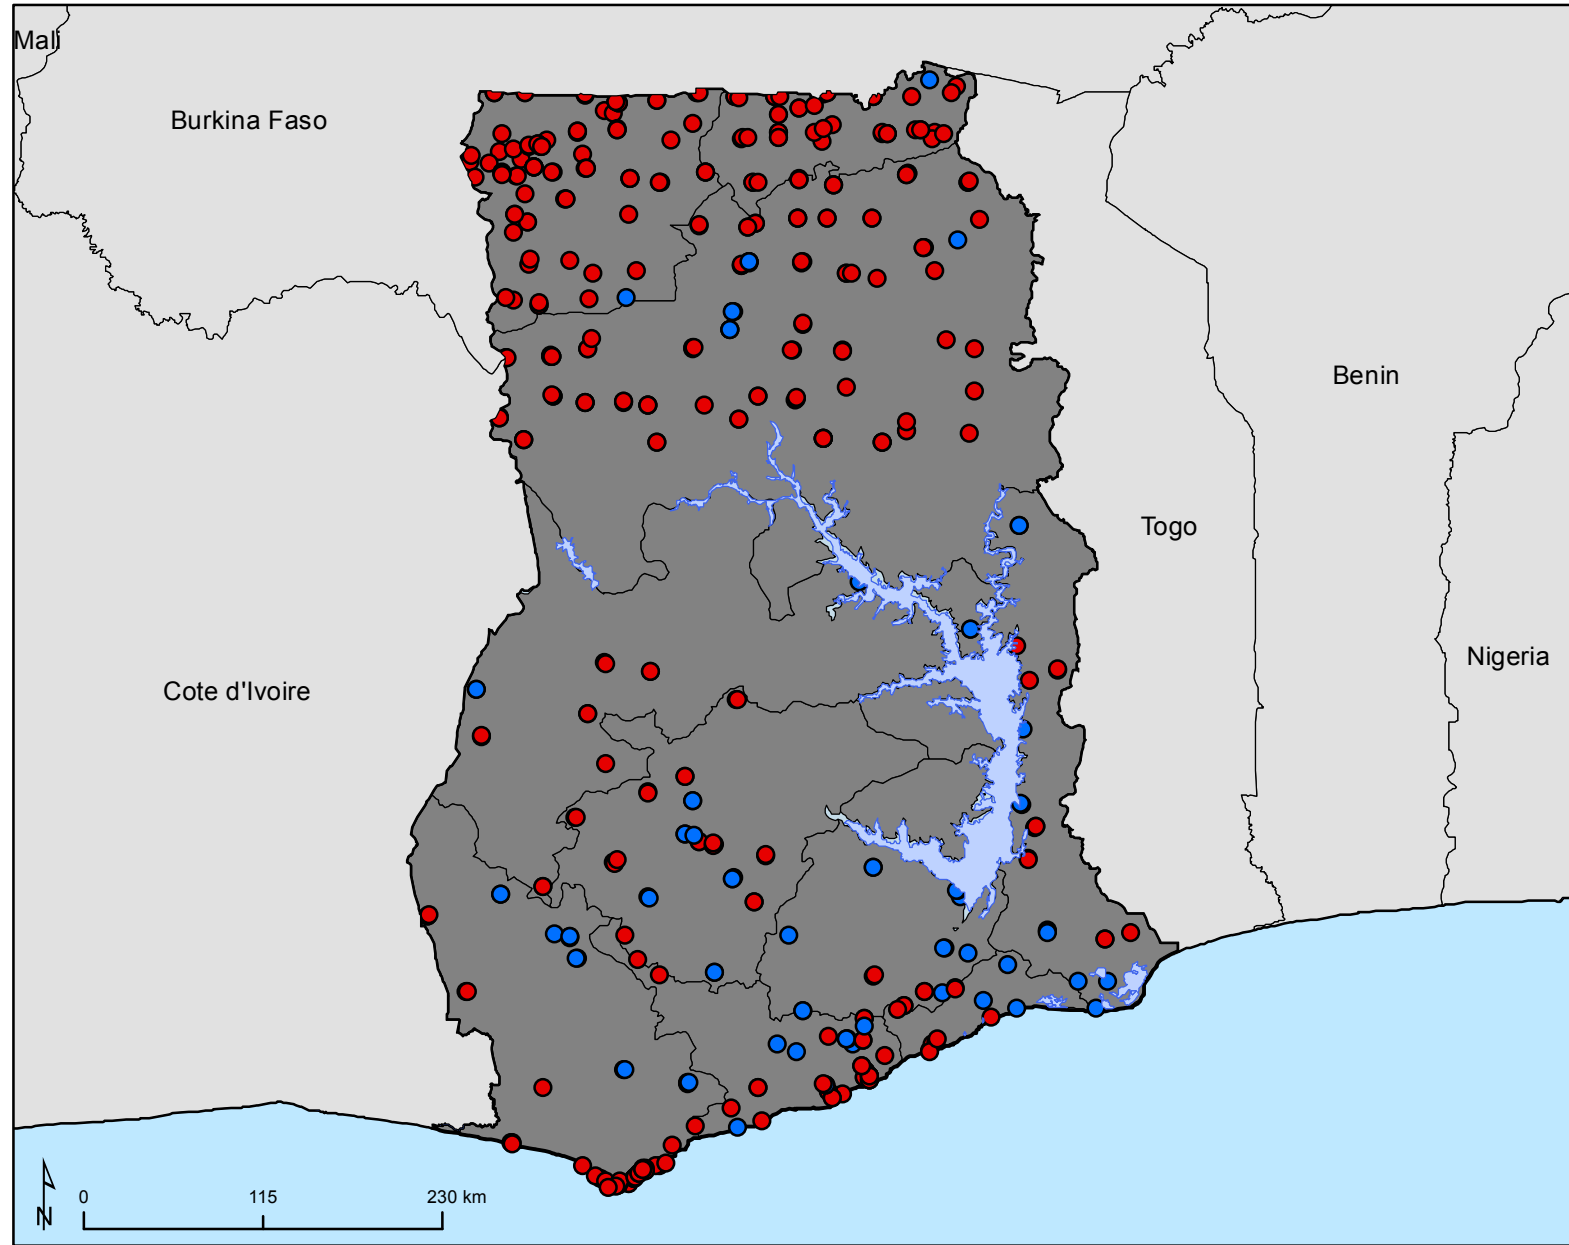 Mali
Burkina Faso
Benin
Togo
Nigeria
Cote d'Ivoire
0 115 230 km
N